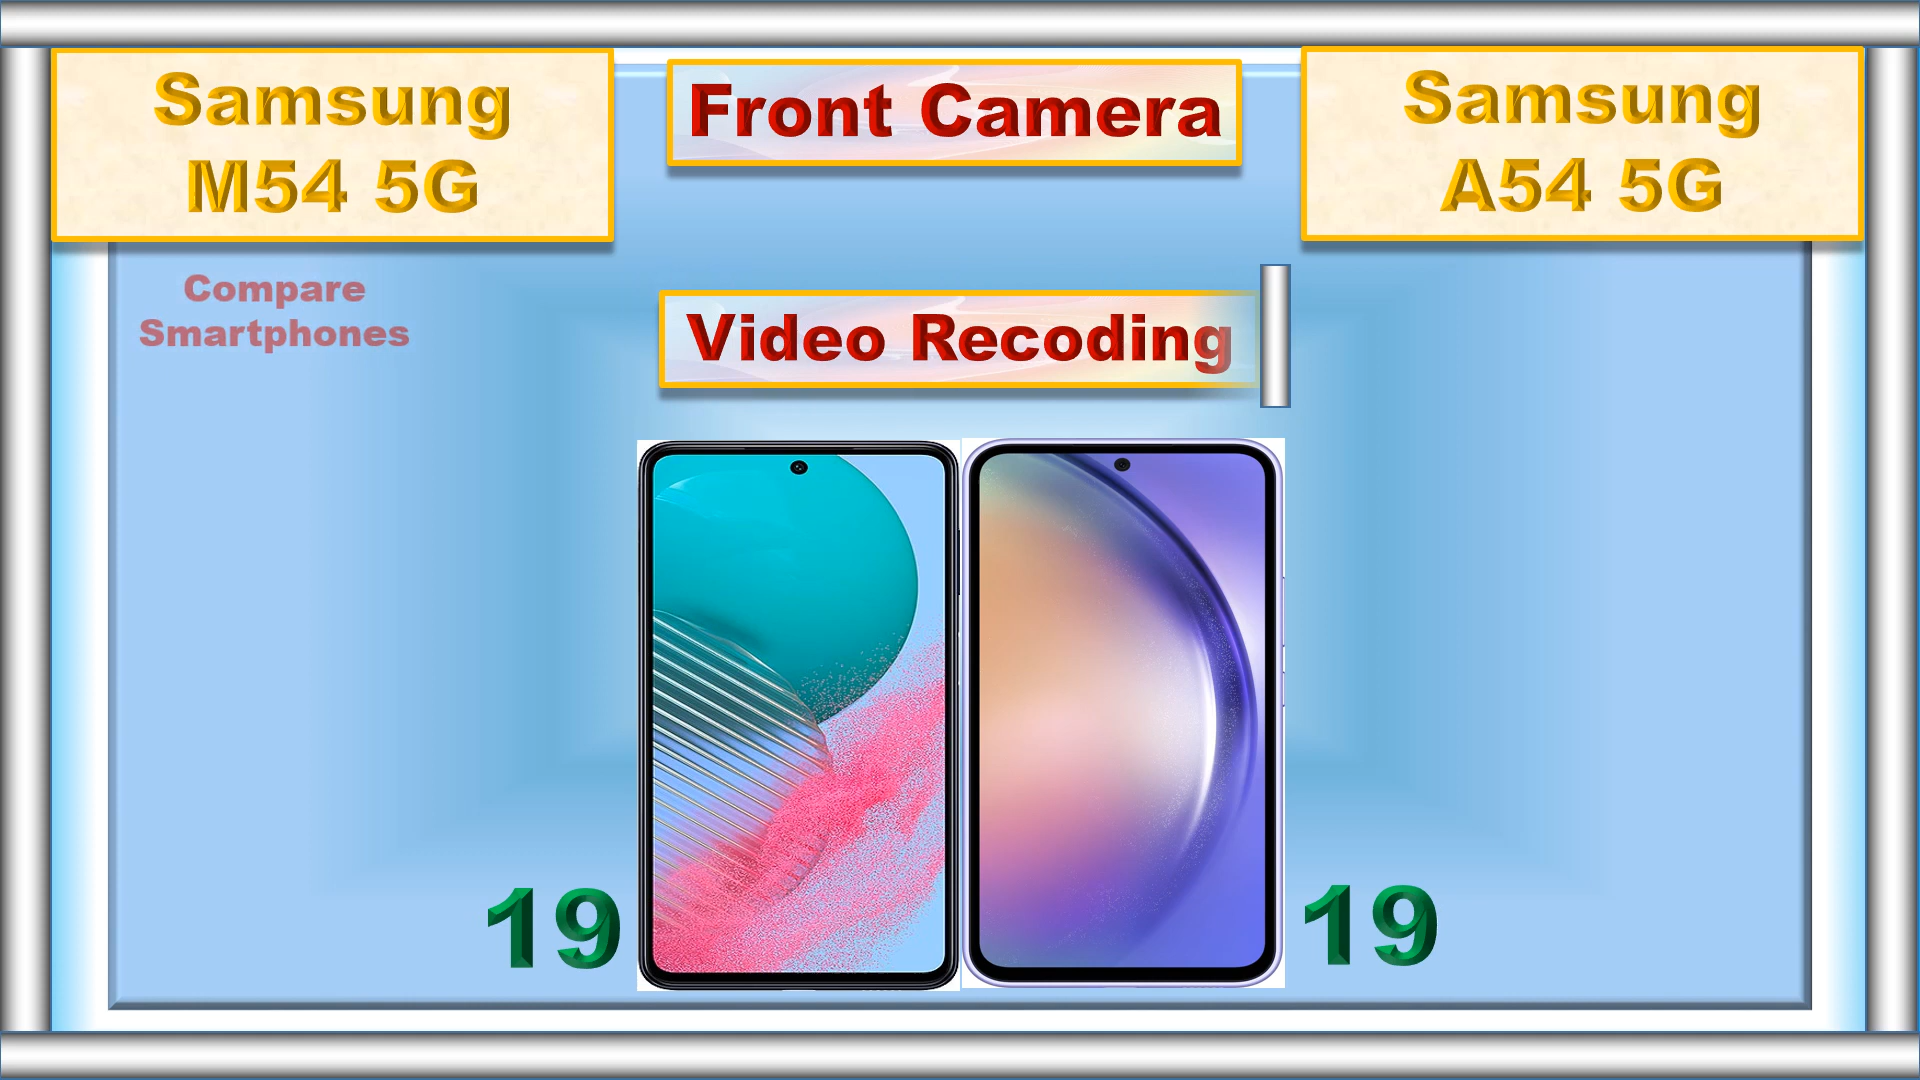 Samsung
M54 5G
Front Camera
Samsung
A54 5G
Compare
Smartphones
Video Recoding
19
19